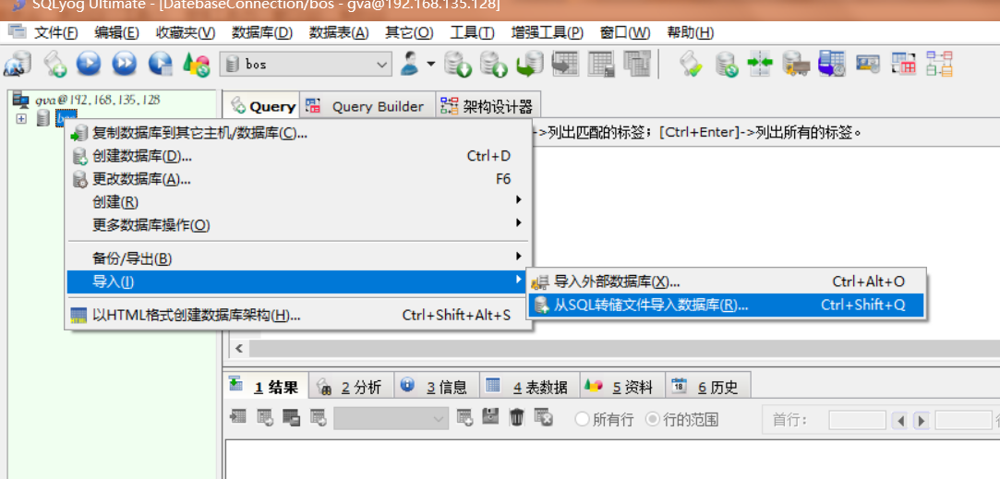 SQLyog Ultimate - [DatebaseConnection/bos - gva@192.168.135.128]
文件(F) 编辑(E) 收藏夹(V) 数据库(D) 数据表(A) 其它(O) 工具(T) 增强工具(P) 窗口(W) 帮助(H)
bos
gva@192.168.135.128
Query Query Builder 架构设计器
->列出匹配的标签；[Ctrl+Enter]->列出所有的标签。
复制数据库到其它主机/数据库(C)...
创建数据库(D)... Ctrl+D
更改数据库(A)... F6
创建(R)
更多数据库操作(O)
备份/导出(B)
导入(I)
导入外部数据库(X)... Ctrl+Alt+O
从SQL转储文件导入数据库(R)... Ctrl+Shift+Q
以HTML格式创建数据库架构(H)... Ctrl+Shift+Alt+S
1 结果 2 分析 3 信息 4 表数据 5 资料 6 历史
所有行 行的范围 首行: